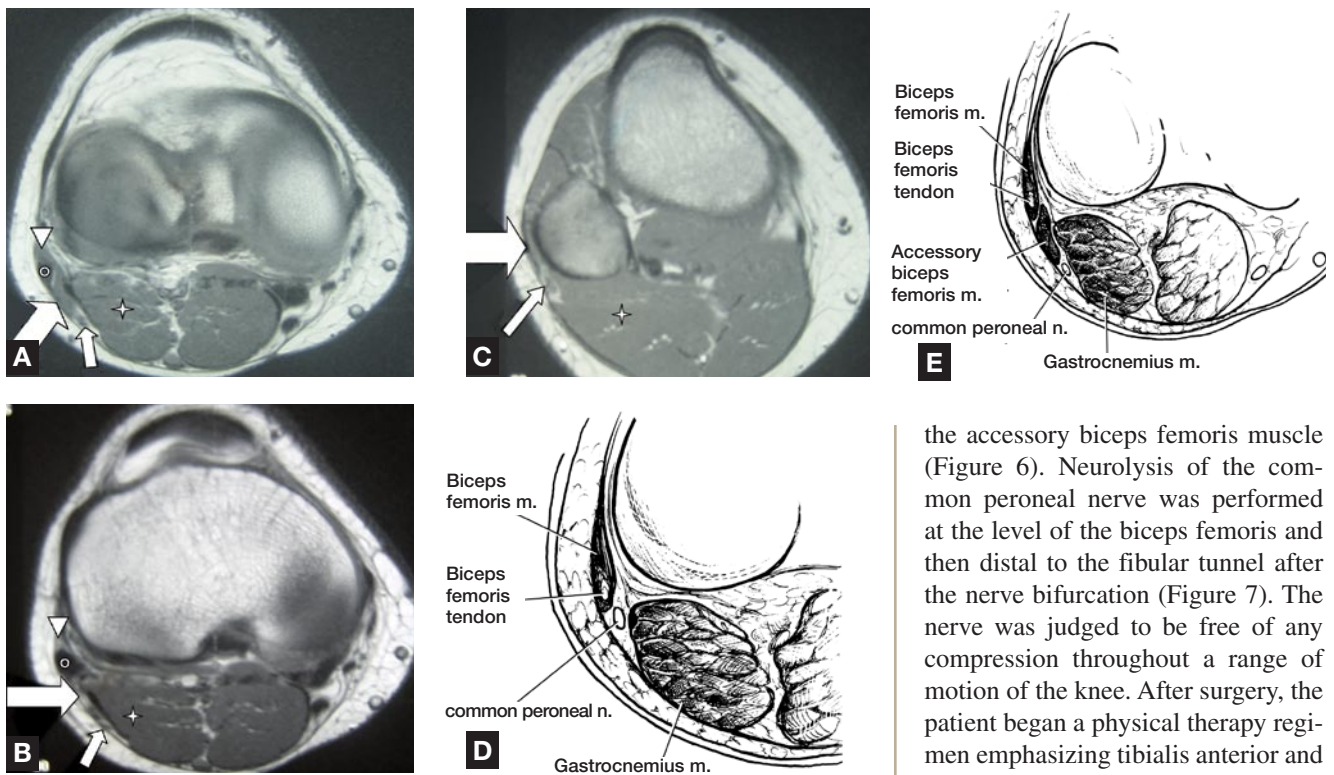 A
C
Biceps
femoris m.
Biceps
femoris
tendon
Accessory
biceps
femoris m.
common peroneal n.
Gastrocnemius m.
E
B
Biceps
femoris m.
Biceps
femoris
tendon
common peroneal n.
Gastrocnemius m.
D
the accessory biceps femoris muscle
(Figure 6). Neurolysis of the com-
mon peroneal nerve was performed
at the level of the biceps femoris and
then distal to the fibular tunnel after
the nerve bifurcation (Figure 7). The
nerve was judged to be free of any
compression throughout a range of
motion of the knee. After surgery, the
patient began a physical therapy regi-
men emphasizing tibialis anterior and